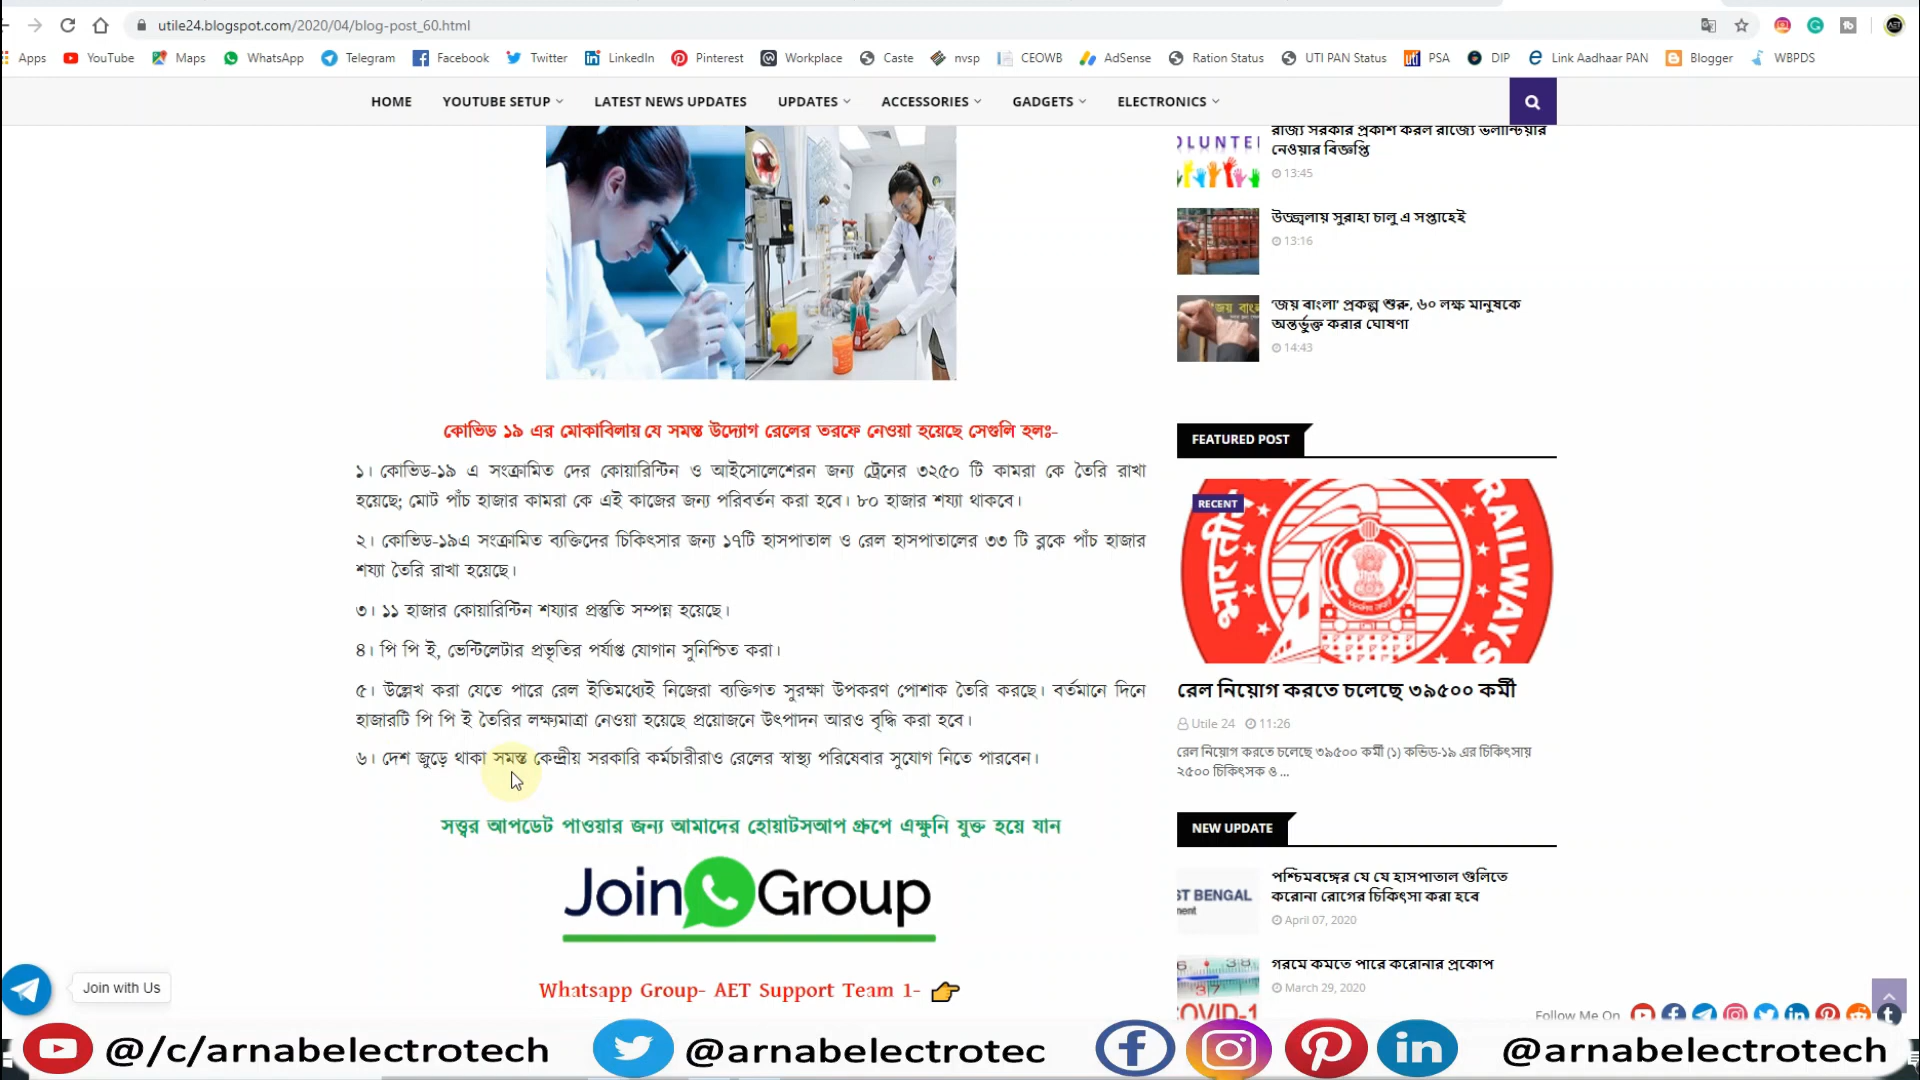 utile24.blogspot.com/2020/04/blog-post_60.html
Apps YouTube Maps WhatsApp Telegram Facebook Twitter LinkedIn Pinterest Workplace Caste nvsp CEOWB AdSense Ration Status UTI PAN Status PSA DIP Link Aadhaar PAN Blogger WBPDS
HOME YOUTUBE SETUP LATEST NEWS UPDATES UPDATES ACCESSORIES GADGETS ELECTRONICS
কোভিড ১৯ এর মোকাবিলায় যে সমস্ত উদ্যোগ রেলের তরফে নেওয়া হয়েছে সেগুলি হলঃ-
১। কোভিড-১৯ এ সংক্রামিত দের কোয়ারিন্টিন ও আইসোলেশেরন জন্য ট্রেনের ৩২৫০ টি কামরা কে তৈরি রাখা
হয়েছে; মোট পাঁচ হাজার কামরা কে এই কাজের জন্য পরিবর্তন করা হবে। ৮০ হাজার শয্যা থাকবে।
২। কোভিড-১৯এ সংক্রামিত ব্যক্তিদের চিকিৎসার জন্য ১৭টি হাসপাতাল ও রেল হাসপাতালের ৩৩ টি ব্লকে পাঁচ হাজার
শয্যা তৈরি রাখা হয়েছে।
৩। ১১ হাজার কোয়ারিন্টিন শয্যার প্রস্তুতি সম্পন্ন হয়েছে।
৪। পি পি ই, ভেন্টিলেটার প্রভৃতির পর্যাপ্ত যোগান সুনিশ্চিত করা।
৫। উল্লেখ করা যেতে পারে রেল ইতিমধ্যেই নিজেরা ব্যক্তিগত সুরক্ষা উপকরণ পোশাক তৈরি করছে। বর্তমানে দিনে
হাজারটি পি পি ই তৈরির লক্ষ্যমাত্রা নেওয়া হয়েছে প্রয়োজনে উৎপাদন আরও বৃদ্ধি করা হবে।
৬। দেশ জুড়ে থাকা সমস্ত কেন্দ্রীয় সরকারি কর্মচারীরাও রেলের স্বাস্থ্য পরিষেবার সুযোগ নিতে পারবেন।
সত্ত্বর আপডেট পাওয়ার জন্য আমাদের হোয়াটসআপ গ্রুপে এক্ষুনি যুক্ত হয়ে যান
Join Group
Whatsapp Group- AET Support Team 1-
রাজ্য সরকার প্রকাশ করল রাজ্যে ভলান্টিয়ার
নেওয়ার বিজ্ঞপ্তি
13:45
উজ্জ্বলায় সুরাহা চালু এ সপ্তাহেই
13:16
'জয় বাংলা' প্রকল্প শুরু, ৬০ লক্ষ মানুষকে
অন্তর্ভুক্ত করার ঘোষণা
14:43
FEATURED POST
RECENT
भारतीय
RAILWAYS
রেল নিয়োগ করতে চলেছে ৩৯৫০০ কর্মী
Utile 24 11:26
রেল নিয়োগ করতে চলেছে ৩৯৫০০ কর্মী (১) কভিড-১৯ এর চিকিৎসায়
২৫০০ চিকিৎসক ও ...
NEW UPDATE
ST BENGAL
পশ্চিমবঙ্গের যে যে হাসপাতাল গুলিতে
করোনা রোগের চিকিৎসা করা হবে
April 07, 2020
গরমে কমতে পারে করোনার প্রকোপ
March 29, 2020
COVID-1
Join with Us
Follow Me On
@/c/arnabelectrotech @arnabelectrotec @arnabelectrotech